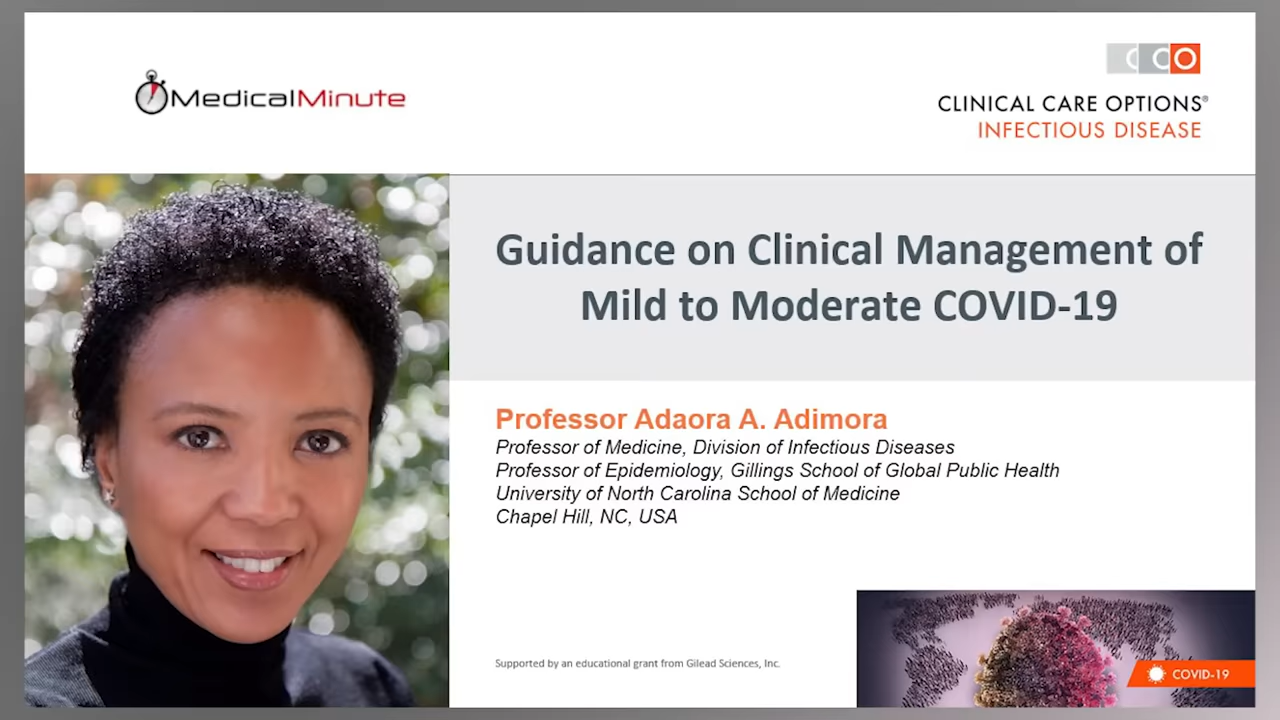 MedicalMinute
CCO
CLINICAL CARE OPTIONS®
INFECTIOUS DISEASE
Guidance on Clinical Management of
Mild to Moderate COVID-19
Professor Adaora A. Adimora
Professor of Medicine, Division of Infectious Diseases
Professor of Epidemiology, Gillings School of Global Public Health
University of North Carolina School of Medicine
Chapel Hill, NC, USA
Supported by an educational grant from Gilead Sciences, Inc.
COVID-19